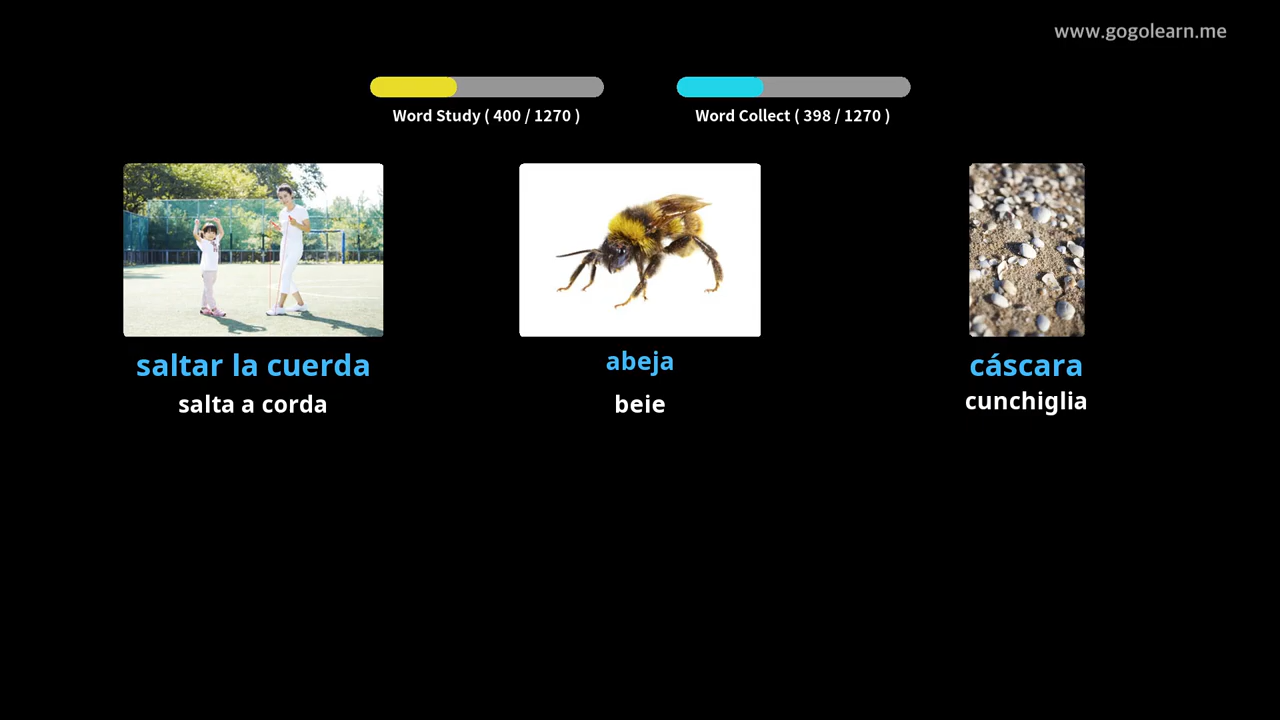 www.gogolearn.me
Word Study ( 400 / 1270 )
Word Collect ( 398 / 1270 )
saltar la cuerda
salta a corda
abeja
beie
cáscara
cunchiglia